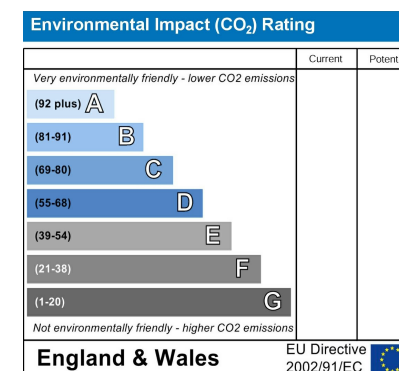 Environmental Impact (CO₂) Rating
Current Potent
Very environmentally friendly - lower CO2 emissions
(92 plus) A
(81-91) B
(69-80) C
(55-68) D
(39-54) E
(21-38) F
(1-20) G
Not environmentally friendly - higher CO2 emissions
England & Wales
EU Directive
2002/91/EC